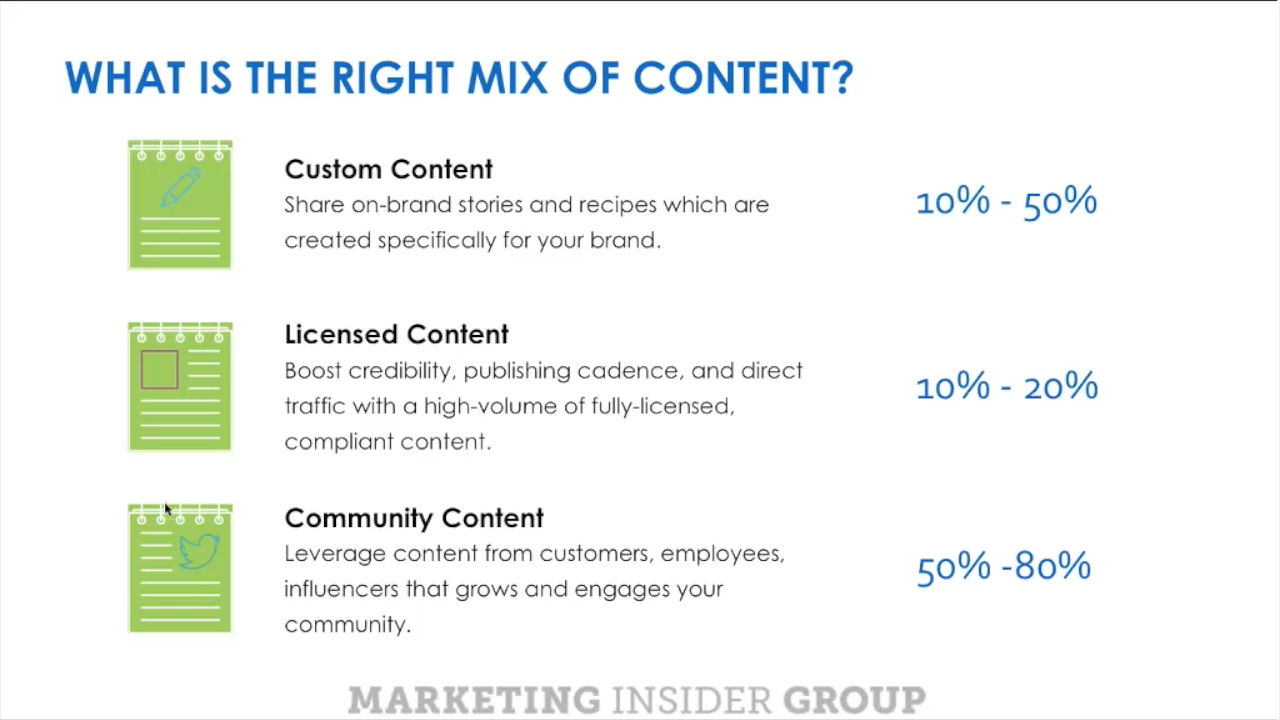 WHAT IS THE RIGHT MIX OF CONTENT?
Custom Content
Share on-brand stories and recipes which are
created specifically for your brand.
10% - 50%
Licensed Content
Boost credibility, publishing cadence, and direct
traffic with a high-volume of fully-licensed,
compliant content.
10% - 20%
Community Content
Leverage content from customers, employees,
influencers that grows and engages your
community.
50% -80%
MARKETING INSIDER GROUP